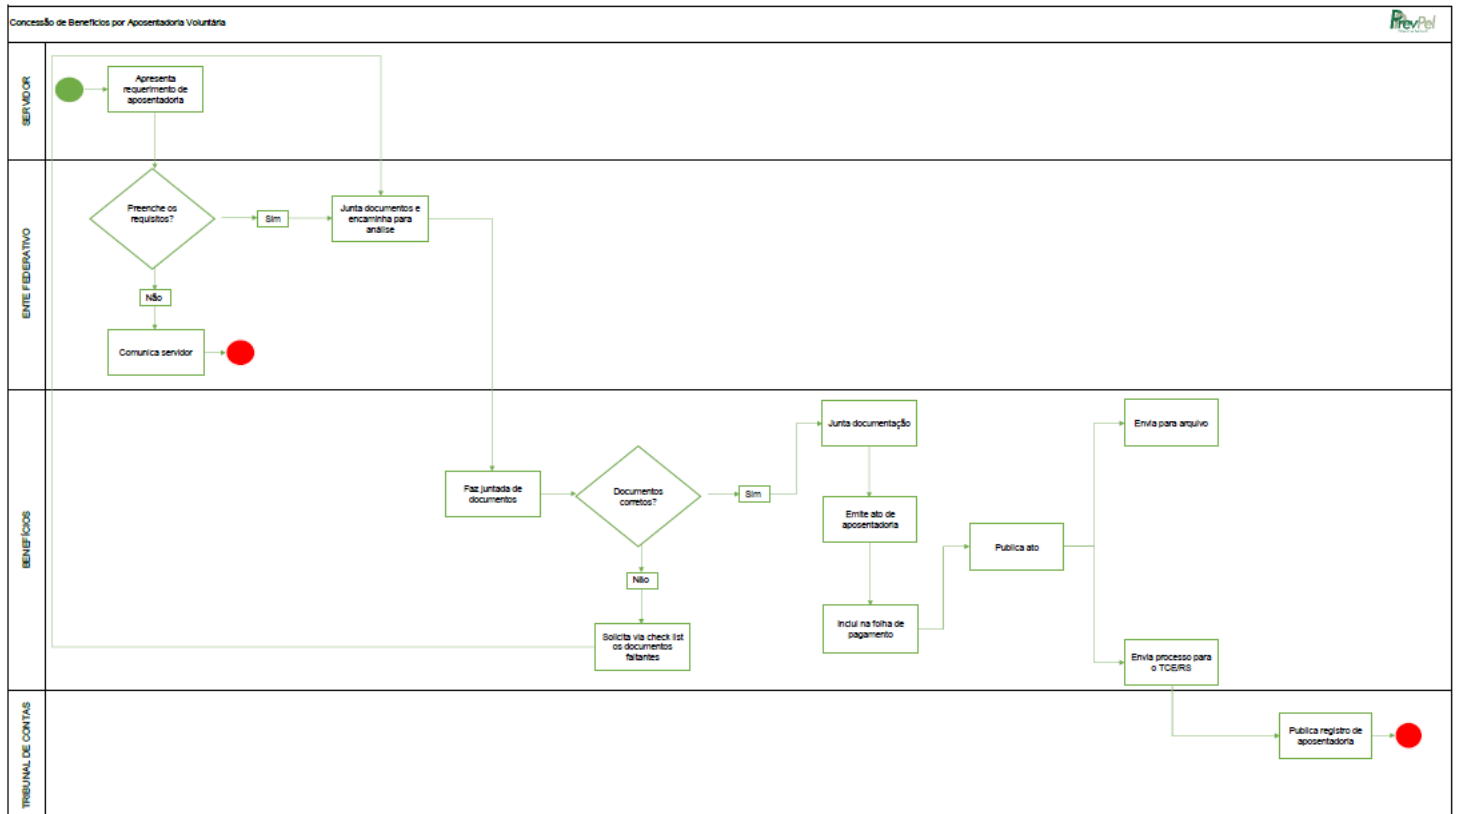 Concessão de Benefícios por Aposentadoria Voluntária
PrevPel
SERVIDOR
Apresenta
requerimento de
aposentadoria
ENTE FEDERATIVO
Preenche os
requisitos?
Sim
Junta documentos e
encaminha para
análise
Não
Comunica servidor
BENEFÍCIOS
Faz juntada de
documentos
Documentos
corretos?
Sim
Não
Solicita via check list
os documentos
faltantes
Junta documentação
Emite ato de
aposentadoria
Inclui na folha de
pagamento
Publica ato
Envia para arquivo
Envia processo para
o TCE/RS
TRIBUNAL DE CONTAS
Publica registro de
aposentadoria